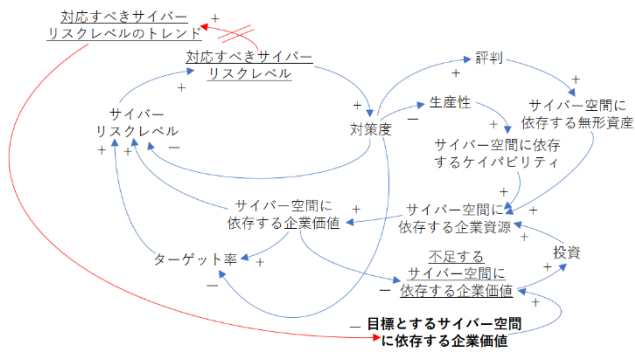 対応すべきサイバー
リスクレベルのトレンド
+
対応すべきサイバー
リスクレベル
+
評判
+
+
+
サイバー
リスクレベル
対策度
—
生産性
+
サイバー空間に
依存する無形資産
サイバー空間に依存
するケイパビリティ
+
+
—
+
+
サイバー空間に
依存する企業価値
+
サイバー空間に
依存する企業資源
+
+
ターゲット率
+
—
—
不足する
サイバー空間に
依存する企業価値
+
投資
+
+
— 目標とするサイバー空間
に依存する企業価値